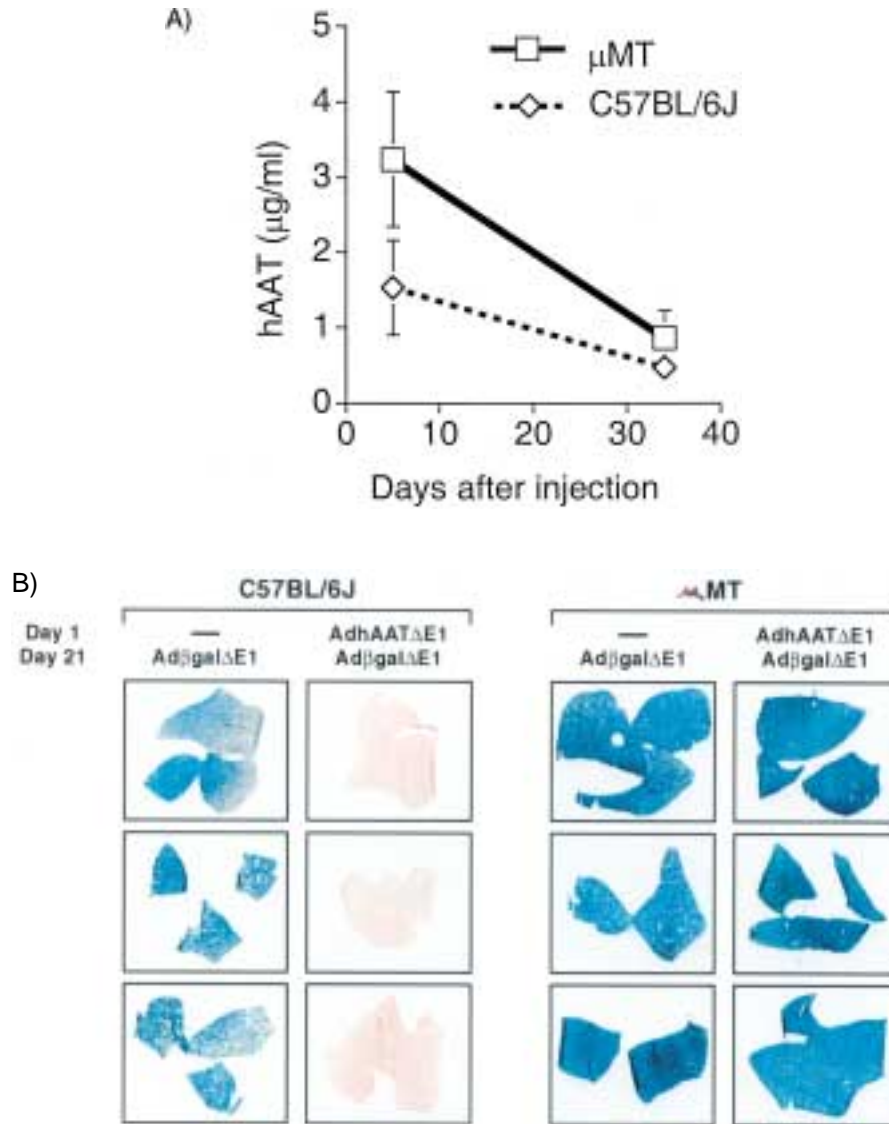 A)
5
4
3
2
1
0
hAAT (μg/ml)
μMT
C57BL/6J
0 10 20 30 40
Days after injection
B)
C57BL/6J
MT
Day 1 — AdhAATΔE1 — AdhAATΔE1
Day 21 AdβgalΔE1 AdβgalΔE1 AdβgalΔE1 AdβgalΔE1